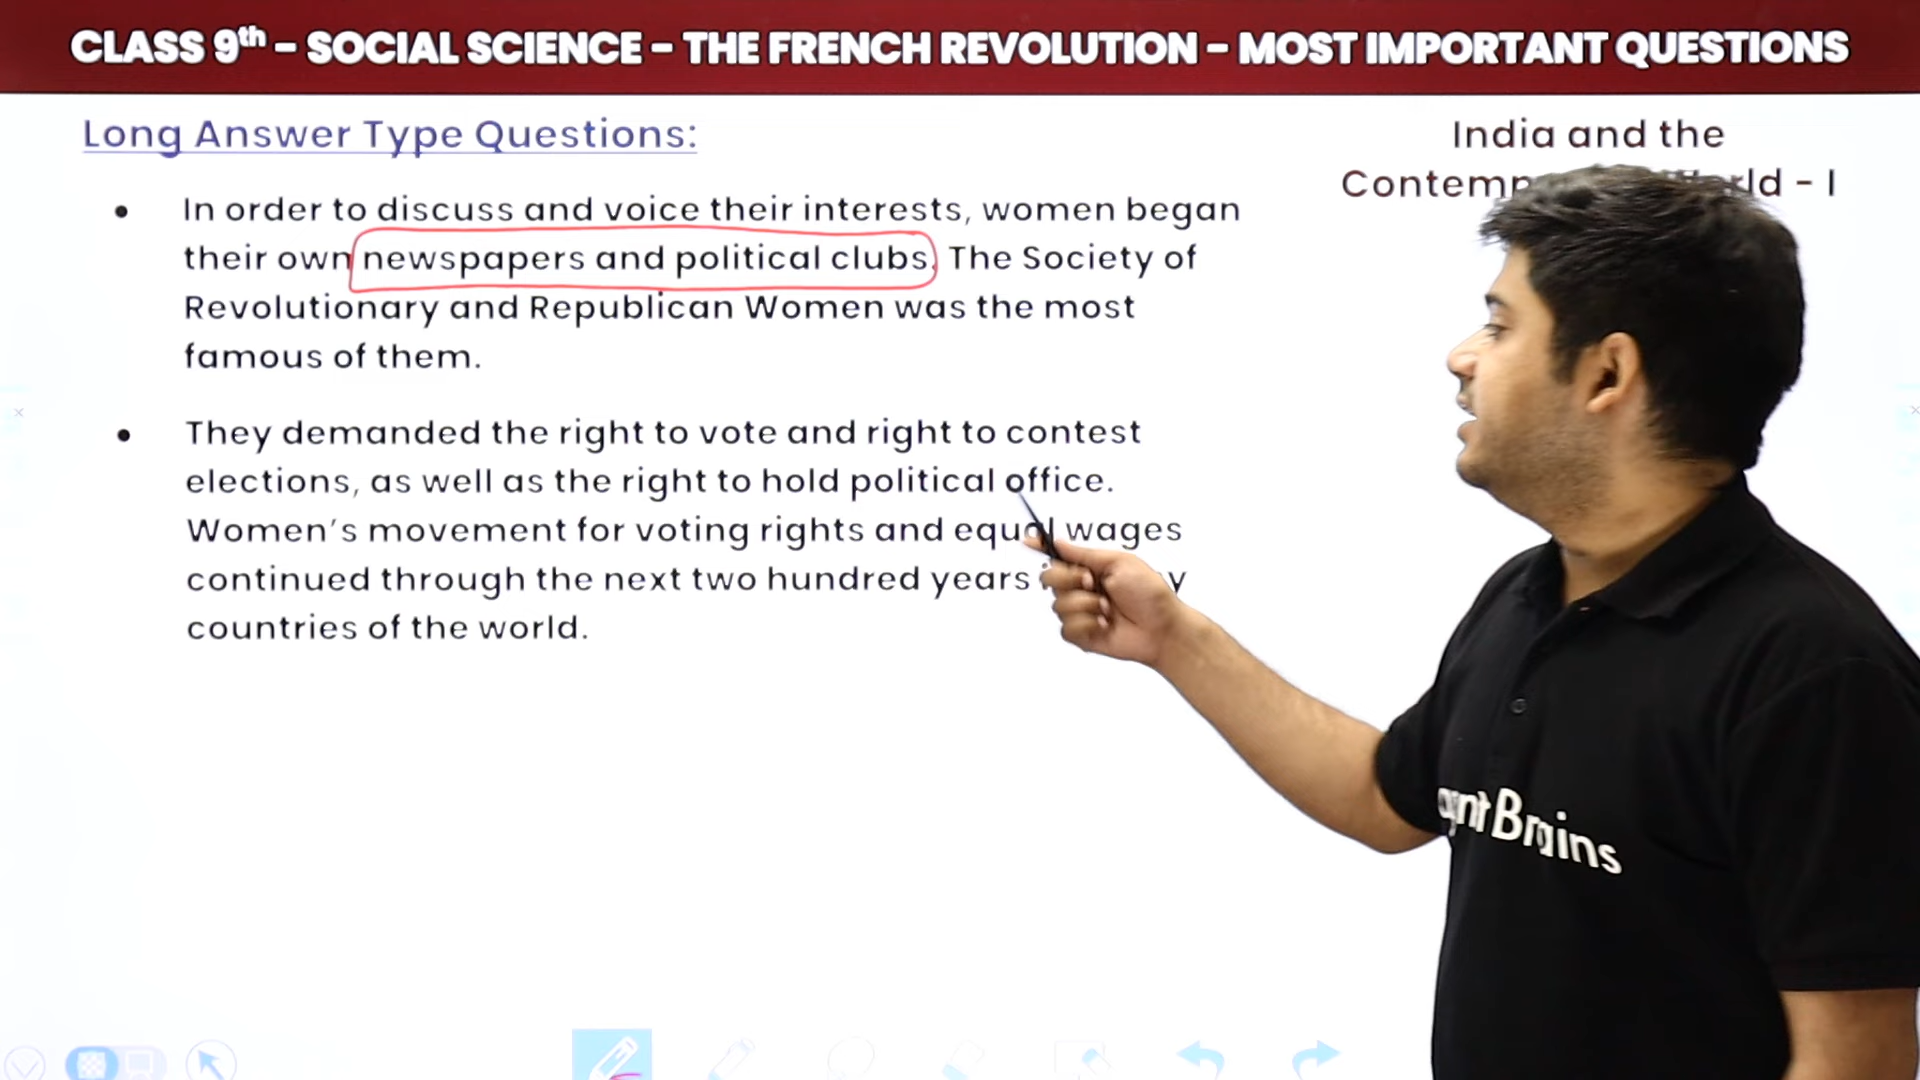 CLASS 9th – SOCIAL SCIENCE – THE FRENCH REVOLUTION – MOST IMPORTANT QUESTIONS
Long Answer Type Questions:
India and the
- I
• In order to discuss and voice their interests, women began
their own newspapers and political clubs. The Society of
Revolutionary and Republican Women was the most
famous of them.
• They demanded the right to vote and right to contest
elections, as well as the right to hold political office.
Women’s movement for voting rights and equal wages
continued through the next two hundred years
countries of the world.
Brains